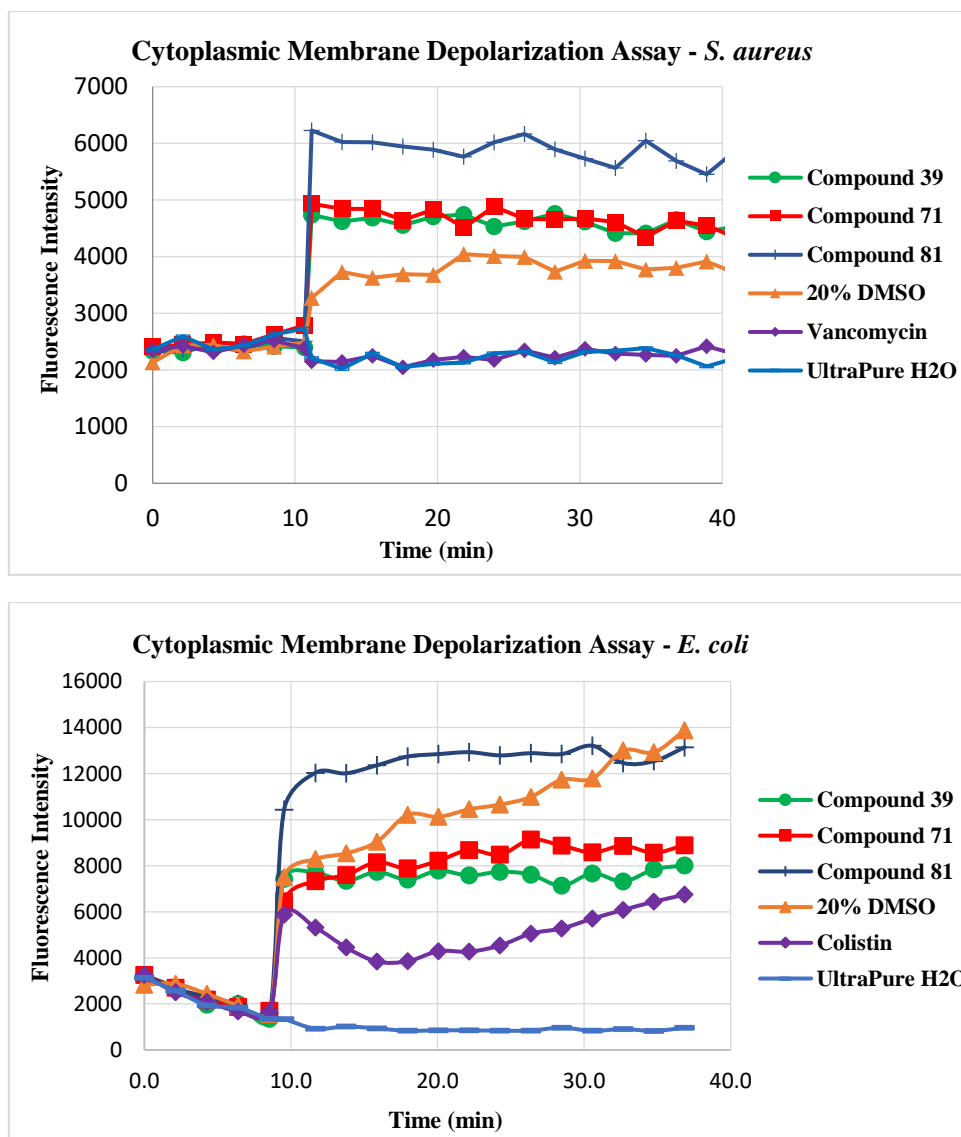 Cytoplasmic Membrane Depolarization Assay - S. aureus
7000
6000
5000
4000
3000
2000
1000
0
Fluorescence Intensity
0 10 20 30 40
Time (min)
Compound 39
Compound 71
Compound 81
20% DMSO
Vancomycin
UltraPure H2O
Cytoplasmic Membrane Depolarization Assay - E. coli
16000
14000
12000
10000
8000
6000
4000
2000
0
Fluorescence Intensity
0.0 10.0 20.0 30.0 40.0
Time (min)
Compound 39
Compound 71
Compound 81
20% DMSO
Colistin
UltraPure H2O